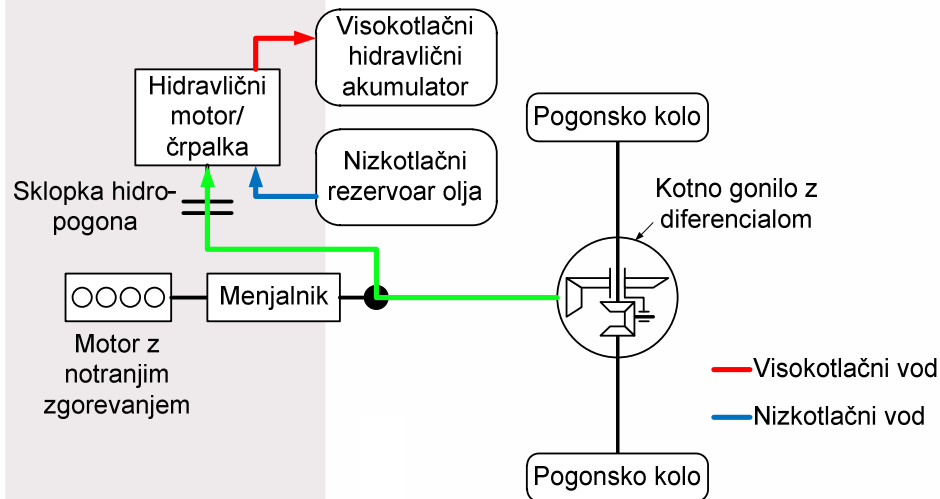 Visokotlačni
hidravlični
akumulator
Hidravlični
motor/
črpalka
Pogonsko kolo
Nizkotlačni
rezervoar olja
Sklopka hidro-
pogona
Kotno gonilo z
diferencialom
Menjalnik
Motor z
notranjim
zgorevanjem
Visokotlačni vod
Nizkotlačni vod
Pogonsko kolo